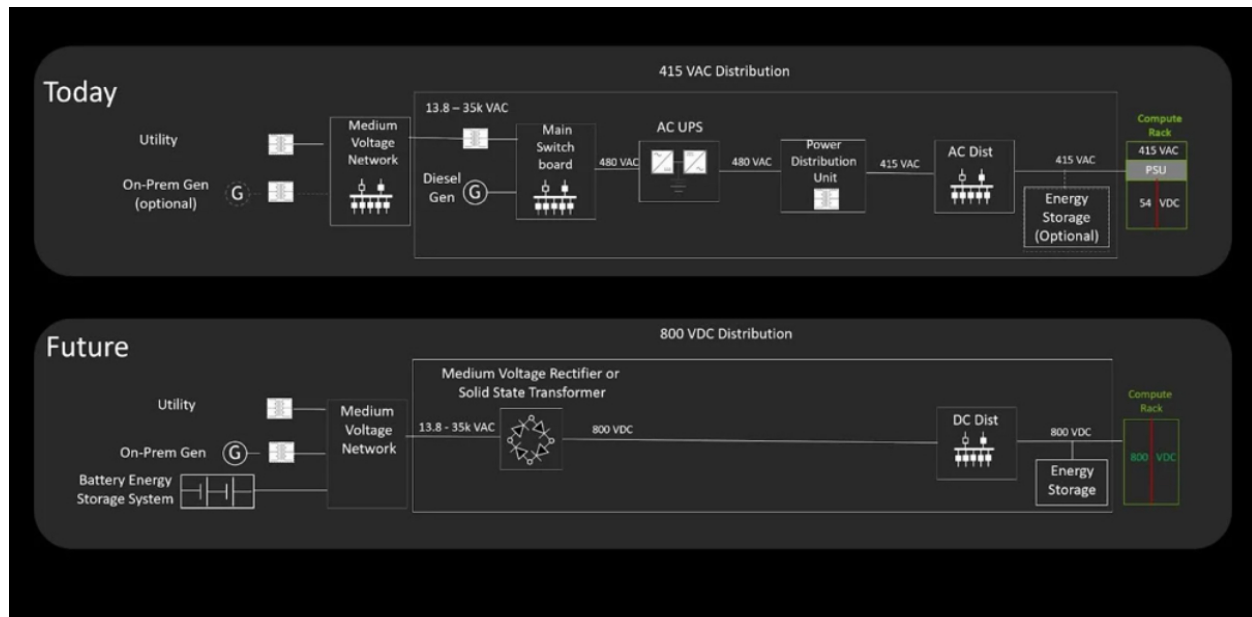 415 VAC Distribution
Today
13.8 – 35k VAC
Utility
Medium
Voltage
Network
Main
Switch
board
AC UPS
480 VAC
480 VAC
Power
Distribution
Unit
415 VAC
AC Dist
415 VAC
Compute
Rack
415 VAC
PSU
54 VDC
On-Prem Gen
(optional)
G
Diesel
Gen
G
Energy
Storage
(Optional)
800 VDC Distribution
Future
Medium Voltage Rectifier or
Solid State Transformer
Utility
Medium
Voltage
Network
13.8 - 35k VAC
800 VDC
DC Dist
800 VDC
Compute
Rack
800 VDC
On-Prem Gen
G
Battery Energy
Storage System
Energy
Storage